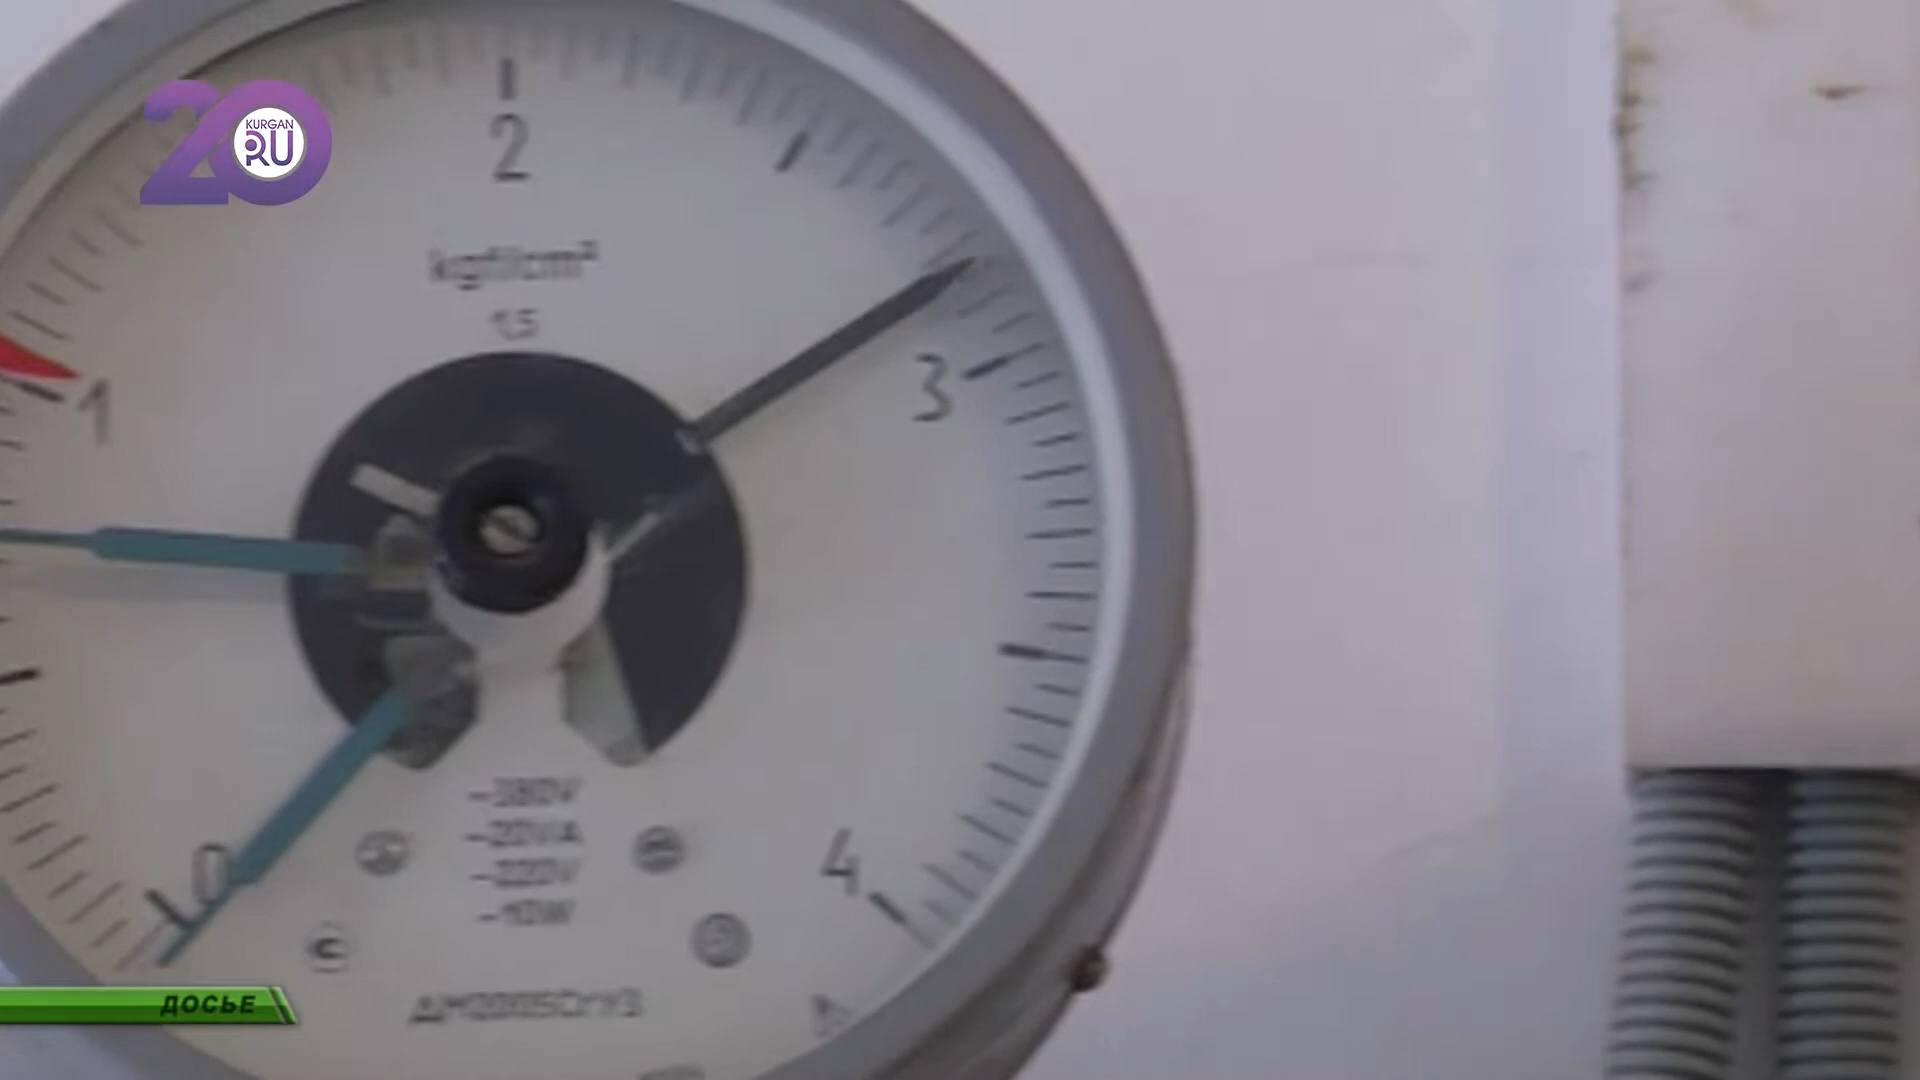 20
KURGAN
RU
2
kgf/cm²
1,5
3
1
~380V
~20VA
~220V
~10W
0
4
ДОСЬЕ